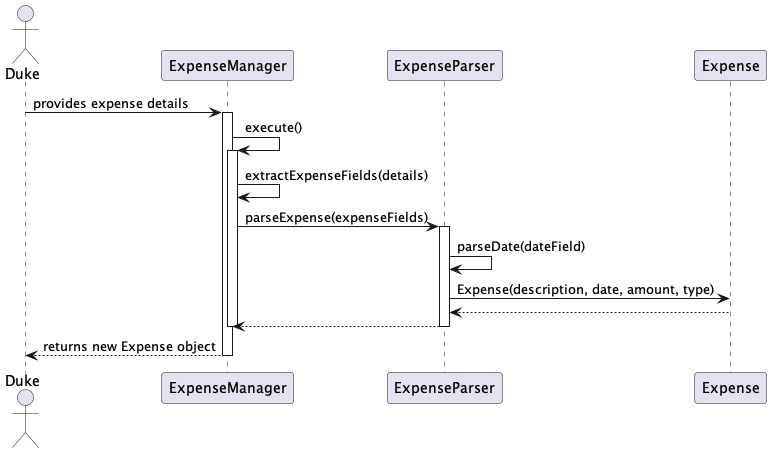 Duke
ExpenseManager
ExpenseParser
Expense
provides expense details
execute()
extractExpenseFields(details)
parseExpense(expenseFields)
parseDate(dateField)
Expense(description, date, amount, type)
returns new Expense object
Duke
ExpenseManager
ExpenseParser
Expense